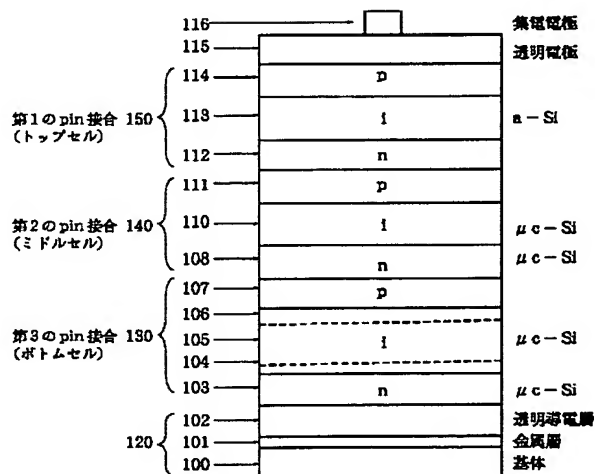 116 集電電極
115 透明電極
114 p
第1のpin接合 150 113 i a-Si
(トップセル)
112 n
111 p
第2のpin接合 140 110 i μc-Si
(ミドルセル)
108 n μc-Si
107 p
106
第3のpin接合 130 105 i μc-Si
(ボトムセル)
104
103 n μc-Si
102 透明導電層
120 101 金属層
100 基体